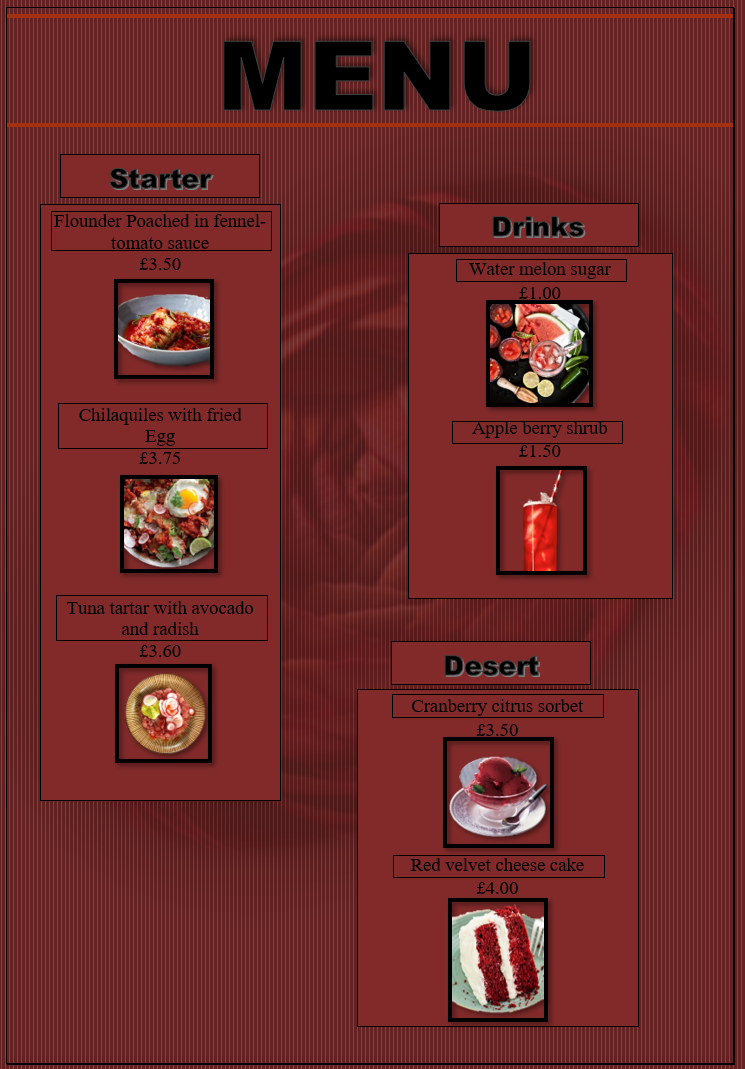 MENU
Starter
Flounder Poached in fennel-
tomato sauce
£3.50
Chilaquiles with fried
Egg
£3.75
Tuna tartar with avocado
and radish
£3.60
Drinks
Water melon sugar
£1.00
Apple berry shrub
£1.50
Desert
Cranberry citrus sorbet
£3.50
Red velvet cheese cake
£4.00